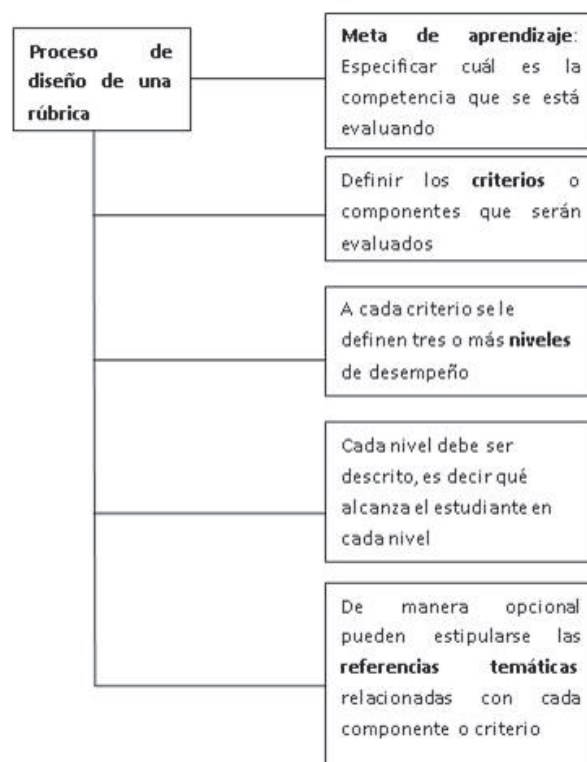 Proceso de
diseño de una
rúbrica
Meta de aprendizaje:
Especificar cuál es la
competencia que se está
evaluando
Definir los criterios o
componentes que serán
evaluados
A cada criterio se le
definen tres o más niveles
de desempeño
Cada nivel debe ser
descrito, es decir qué
alcanza el estudiante en
cada nivel
De manera opcional
pueden estipularse las
referencias temáticas
relacionadas con cada
componente o criterio